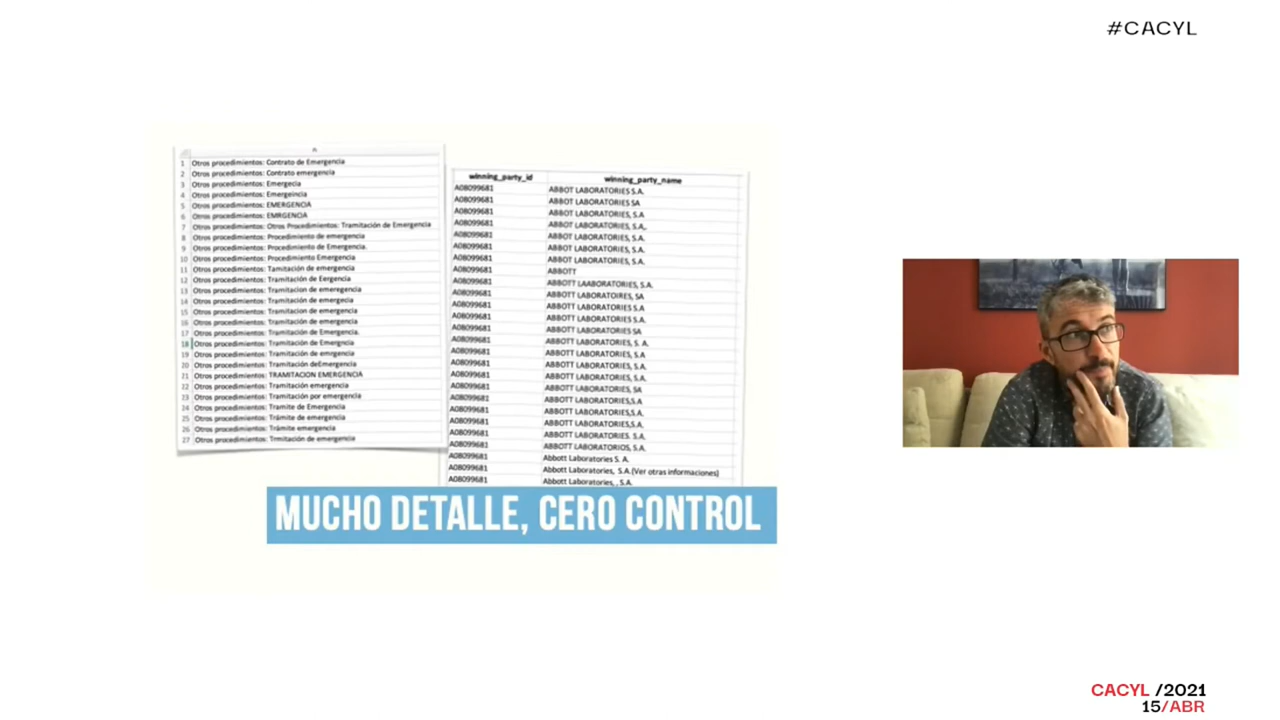 #CACYL
A
1 Otros procedimientos: Contrato de Emergencia
2 Otros procedimientos: Contrato emergencia
3 Otros procedimientos: Emergecia
4 Otros procedimientos: Emergeincia
5 Otros procedimientos: EMERGENCIA
6 Otros procedimientos: EMRGENCIA
7 Otros procedimientos: Otros Procedimientos: Tramitación de Emergencia
8 Otros procedimientos: Procedimiento de emergencia
9 Otros procedimientos: Procedimiento de Emergencia.
10 Otros procedimientos: Procedimiento Emergencia
11 Otros procedimientos: Tamitación de emergencia
12 Otros procedimientos: Tramitación de Eergencia
13 Otros procedimientos: Tramitacion de emeregencia
14 Otros procedimientos: Tramitación de emergecia
15 Otros procedimientos: Tramitacion de emergencia
16 Otros procedimientos: Tramitación de emergencia
17 Otros procedimientos: Tramitación de Emergencia.
18 Otros procedimientos: Tramitación de Emergncia
19 Otros procedimientos: Tramitación de emrgencia
20 Otros procedimientos: Tramitación deEmergencia
21 Otros procedimientos: TRAMITACION EMERGENCIA
22 Otros procedimientos: Tramitación emergencia
23 Otros procedimientos: Tramitación por emergencia
24 Otros procedimientos: Tramite de Emergencia
25 Otros procedimientos: Trámite de emergencia
26 Otros procedimientos: Trámite emergencia
27 Otros procedimientos: Trmitación de emergencia
winning_party_id winning_party_name
A08099681 ABBOT LABORATORIES S.A.
A08099681 ABBOT LABORATORIES SA
A08099681 ABBOT LABORATORIES, S.A
A08099681 ABBOT LABORATORIES, S.A,.
A08099681 ABBOT LABORATORIES, S.A.
A08099681 ABBOT LABORATORIES, S.A.
A08099681 ABBOT LABORATORIES, S.A.
A08099681 ABBOTT
A08099681 ABBOTT LAABORATORIES, S.A.
A08099681 ABBOTT LABORATOIRES, SA
A08099681 ABBOTT LABORATORIES S.A
A08099681 ABBOTT LABORATORIES S.A.
A08099681 ABBOTT LABORATORIES SA
A08099681 ABBOTT LABORATORIES, S. A.
A08099681 ABBOTT LABORATORIES, S.A
A08099681 ABBOTT LABORATORIES, S.A.
A08099681 ABBOTT LABORATORIES, S.A.
A08099681 ABBOTT LABORATORIES, SA
A08099681 ABBOTT LABORATORIES,S.A
A08099681 ABBOTT LABORATORIES,S.A.
A08099681 ABBOTT LABORATORIES,S.A.
A08099681 ABBOTT LABORATORIES. S.A.
A08099681 ABBOTT LABORATORIOS, S.A.
A08099681 Abbott Laboratories S. A.
A08099681 Abbott Laboratories, S.A.(Ver otras informaciones)
A08099681 Abbott Laboratories, , S.A.
MUCHO DETALLE, CERO CONTROL
CACYL /2021
15/ABR